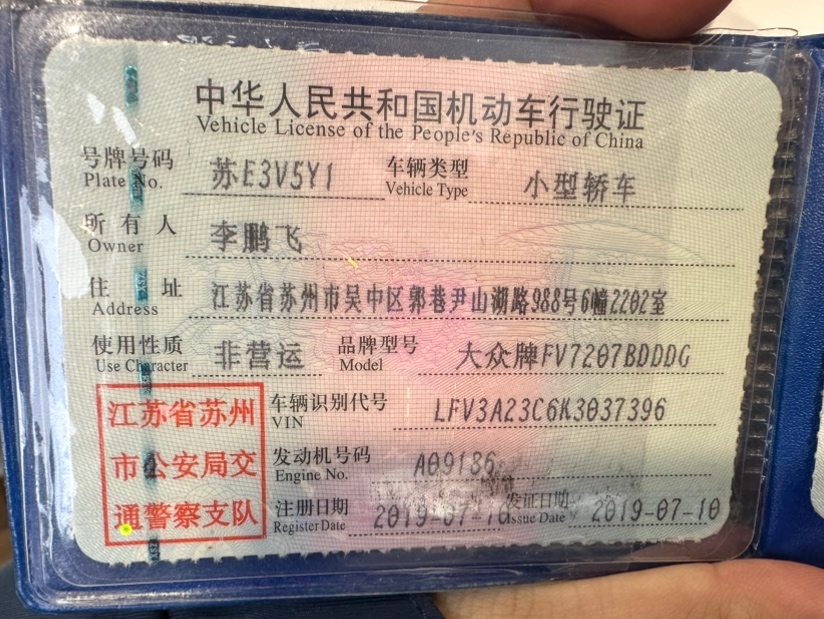 中华人民共和国机动车行驶证
Vehicle License of the People's Republic of China
号牌号码 苏E3V5Y1 车辆类型 小型轿车
Plate No. Vehicle Type
所有人 李鹏飞
Owner
住址 江苏省苏州市吴中区郭巷尹山湖路988号6幢2202室
Address
使用性质 非营运 品牌型号 大众牌FV7207BDDDG
Use Character Model
江苏省苏州
市公安局交
通警察支队
车辆识别代号 LFV3A23C6K3037396
VIN
发动机号码 A09186
Engine No.
注册日期 2019-07-10 发证日期 2019-07-10
Register Date Issue Date